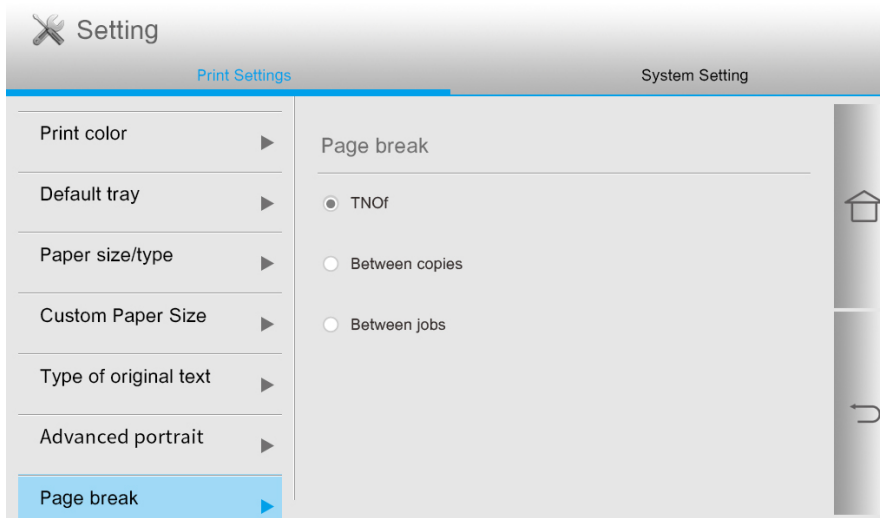 Setting
Print Settings
System Setting
Print color
Default tray
Paper size/type
Custom Paper Size
Type of original text
Advanced portrait
Page break
Page break
TNOf
Between copies
Between jobs